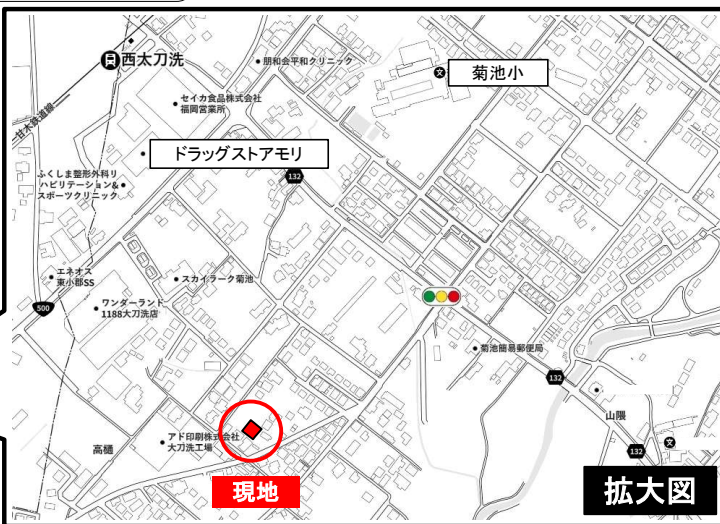 西太刀洗
朋和会平和クリニック
菊池小
文
セイカ食品株式会社
福岡営業所
甘木鉄道線
ドラッグストアモリ
132
ふくしま整形外科リ
ハビリテーション&
スポーツクリニック
エネオス
東小郡SS
スカイラーク菊池
500
ワンダーランド
1188大刀洗店
菊池簡易郵便局
132
山隈
高樋
アド印刷株式会社
大刀洗工場
文
132
現地
拡大図